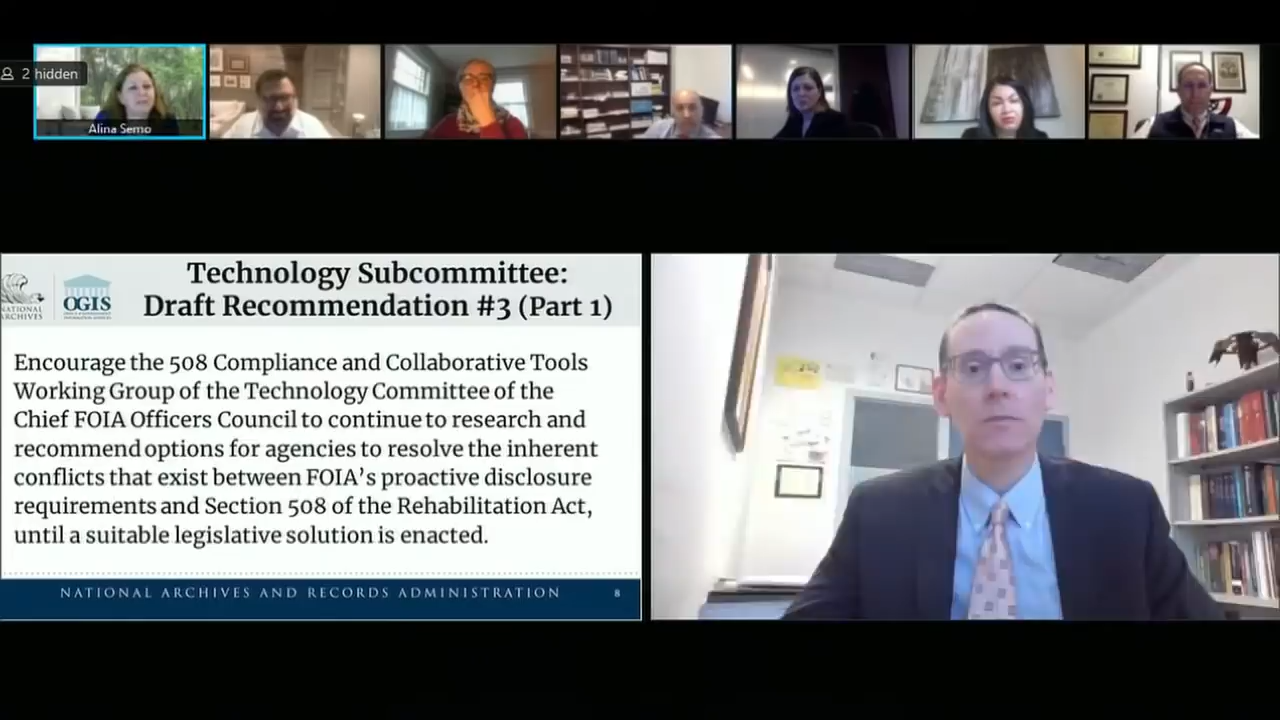 2 hidden
Alina Semo
Technology Subcommittee:
Draft Recommendation #3 (Part 1)
NATIONAL
ARCHIVES
OGIS
Encourage the 508 Compliance and Collaborative Tools
Working Group of the Technology Committee of the
Chief FOIA Officers Council to continue to research and
recommend options for agencies to resolve the inherent
conflicts that exist between FOIA’s proactive disclosure
requirements and Section 508 of the Rehabilitation Act,
until a suitable legislative solution is enacted.
NATIONAL ARCHIVES AND RECORDS ADMINISTRATION
8